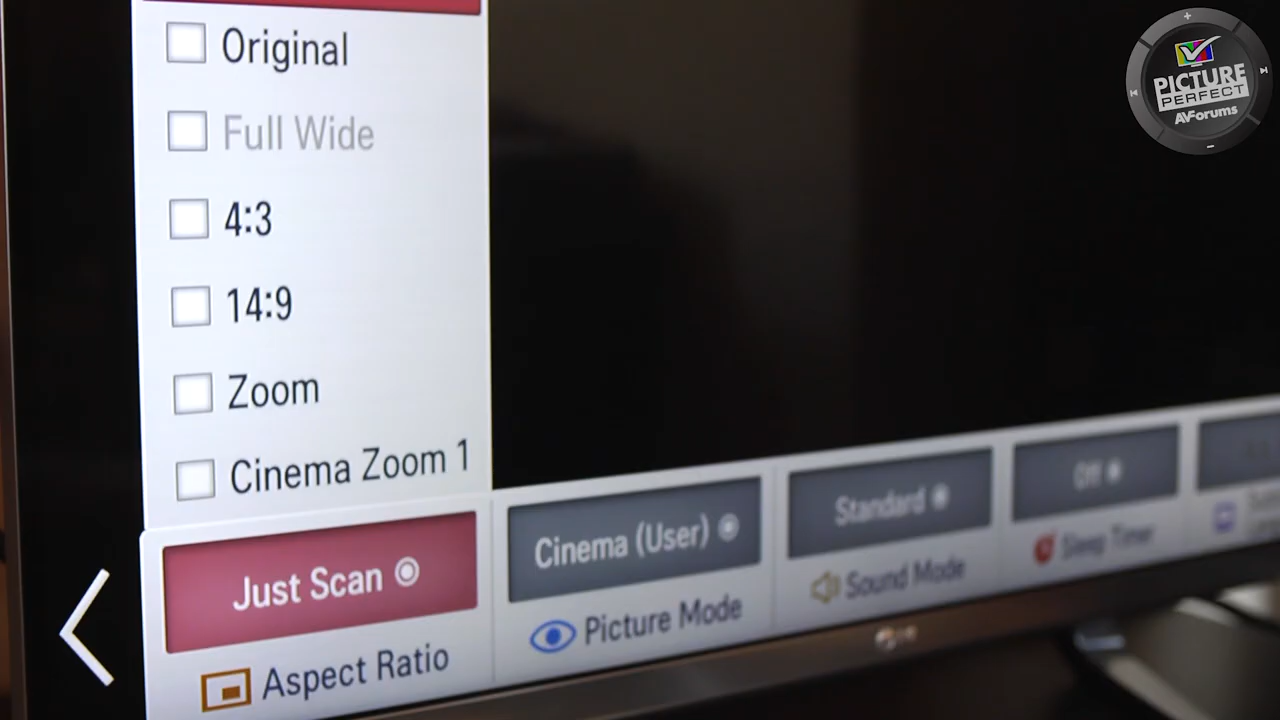 Original
Full Wide
4:3
14:9
Zoom
Cinema Zoom 1
Just Scan
Aspect Ratio
Cinema (User)
Picture Mode
Standard
Sound Mode
Off
Sleep Timer
LG
PICTURE
PERFECT
AVForums